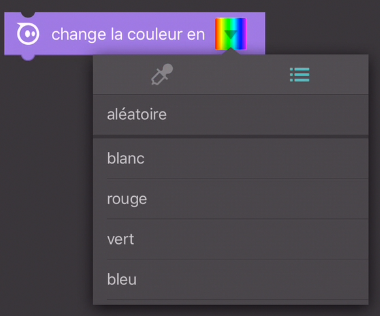 change la couleur en
aléatoire
blanc
rouge
vert
bleu